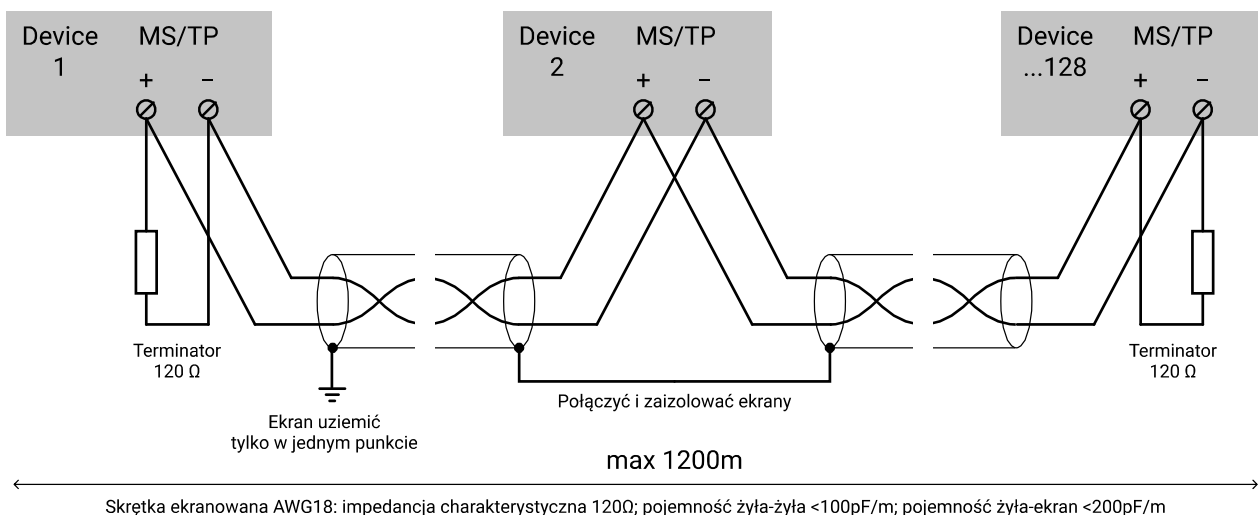 Device 1 MS/TP
+ −
Device 2 MS/TP
+ −
Device ...128 MS/TP
+ −
Terminator
120 Ω
Ekran uziemić
tylko w jednym punkcie
Połączyć i zaizolować ekrany
Terminator
120 Ω
max 1200m
Skrętka ekranowana AWG18: impedancja charakterystyczna 120Ω; pojemność żyła-żyła <100pF/m; pojemność żyła-ekran <200pF/m